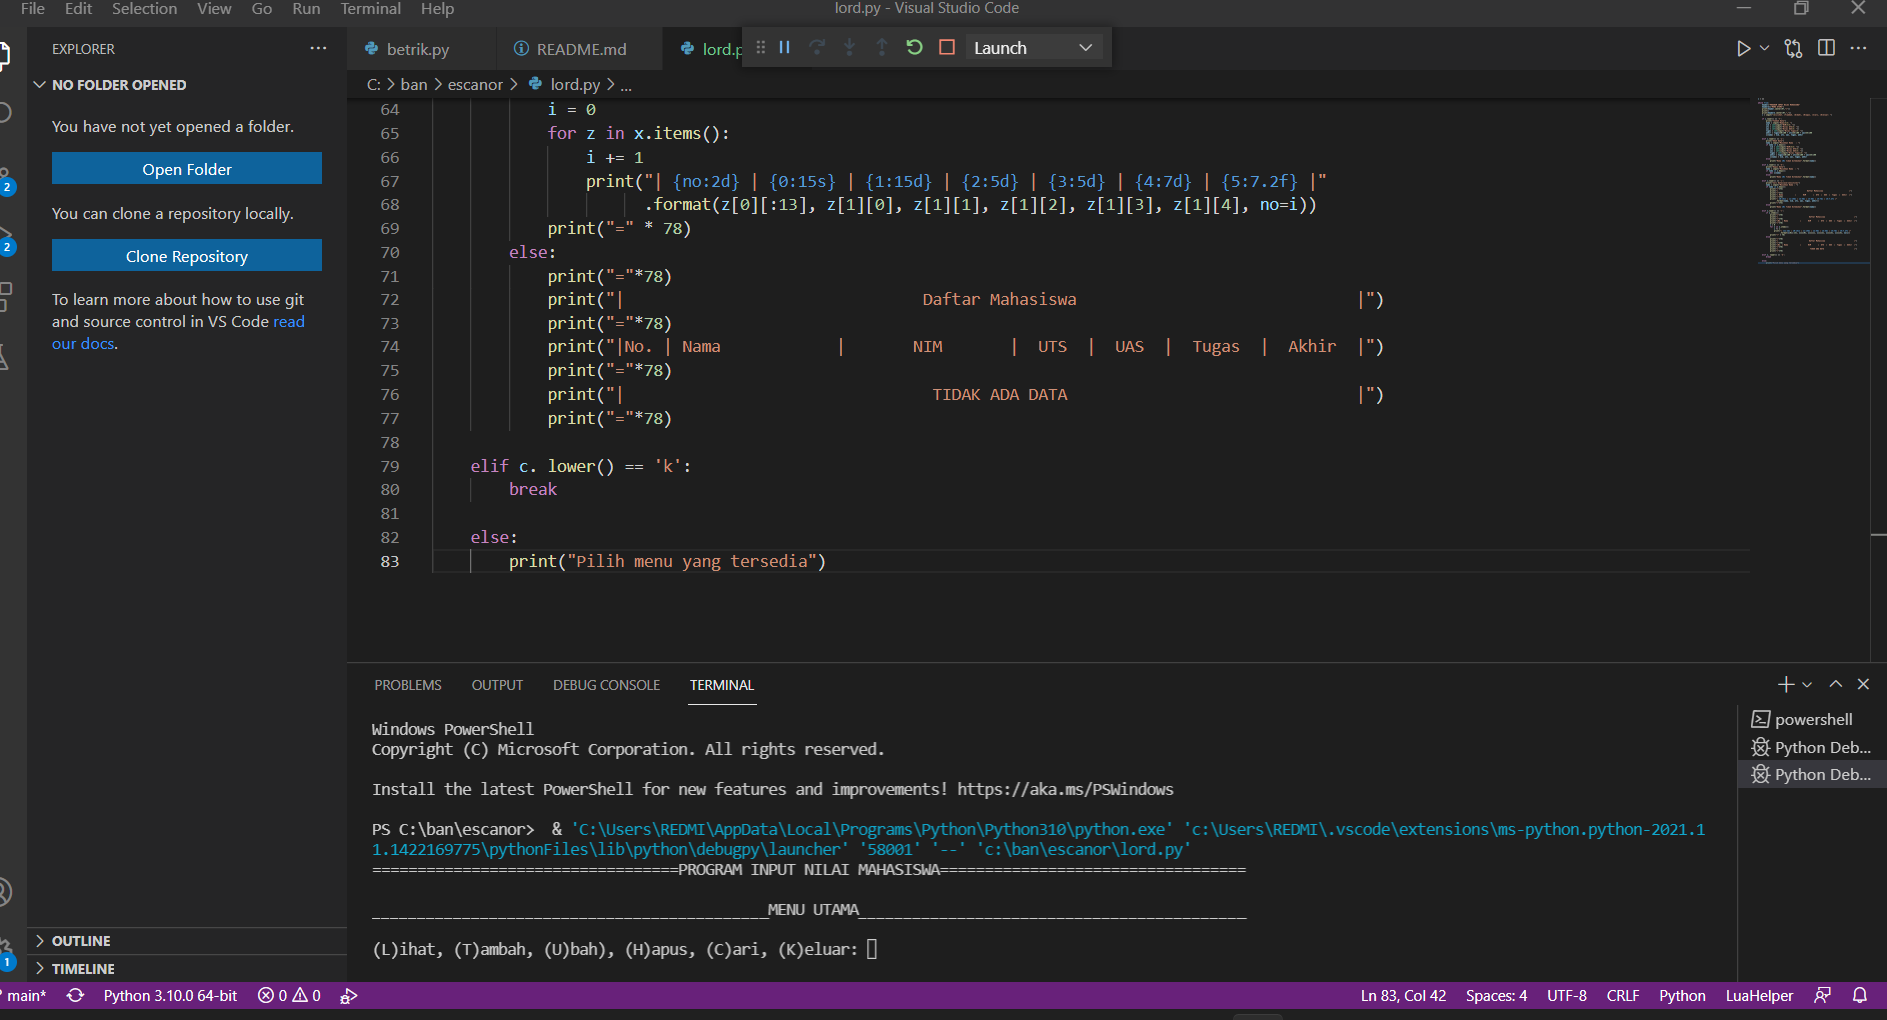 File Edit Selection View Go Run Terminal Help
lord.py - Visual Studio Code
EXPLORER
NO FOLDER OPENED
You have not yet opened a folder.
Open Folder
You can clone a repository locally.
Clone Repository
To learn more about how to use git
and source control in VS Code read
our docs.
OUTLINE
TIMELINE
2
2
1
betrik.py
README.md
lord.p
Launch
C: > ban > escanor > lord.py > ...
64 i = 0
65 for z in x.items():
66 i += 1
67 print("| {no:2d} | {0:15s} | {1:15d} | {2:5d} | {3:5d} | {4:7d} | {5:7.2f} |"
68 .format(z[0][:13], z[1][0], z[1][1], z[1][2], z[1][3], z[1][4], no=i))
69 print("=" * 78)
70 else:
71 print("="*78)
72 print("| Daftar Mahasiswa |")
73 print("="*78)
74 print("|No. | Nama | NIM | UTS | UAS | Tugas | Akhir |")
75 print("="*78)
76 print("| TIDAK ADA DATA |")
77 print("="*78)
78
79 elif c. lower() == 'k':
80 break
81
82 else:
83 print("Pilih menu yang tersedia")
PROBLEMS OUTPUT DEBUG CONSOLE TERMINAL
Windows PowerShell
Copyright (C) Microsoft Corporation. All rights reserved.
Install the latest PowerShell for new features and improvements! https://aka.ms/PSWindows
PS C:\ban\escanor> & 'C:\Users\REDMI\AppData\Local\Programs\Python\Python310\python.exe' 'c:\Users\REDMI\.vscode\extensions\ms-python.python-2021.1
1.1422169775\pythonFiles\lib\python\debugpy\launcher' '58001' '--' 'c:\ban\escanor\lord.py'
==================================PROGRAM INPUT NILAI MAHASISWA==================================
____________________________________________MENU UTAMA___________________________________________
(L)ihat, (T)ambah, (U)bah), (H)apus, (C)ari, (K)eluar:
powershell
Python Deb...
Python Deb...
main* Python 3.10.0 64-bit 0 0
Ln 83, Col 42 Spaces: 4 UTF-8 CRLF Python LuaHelper